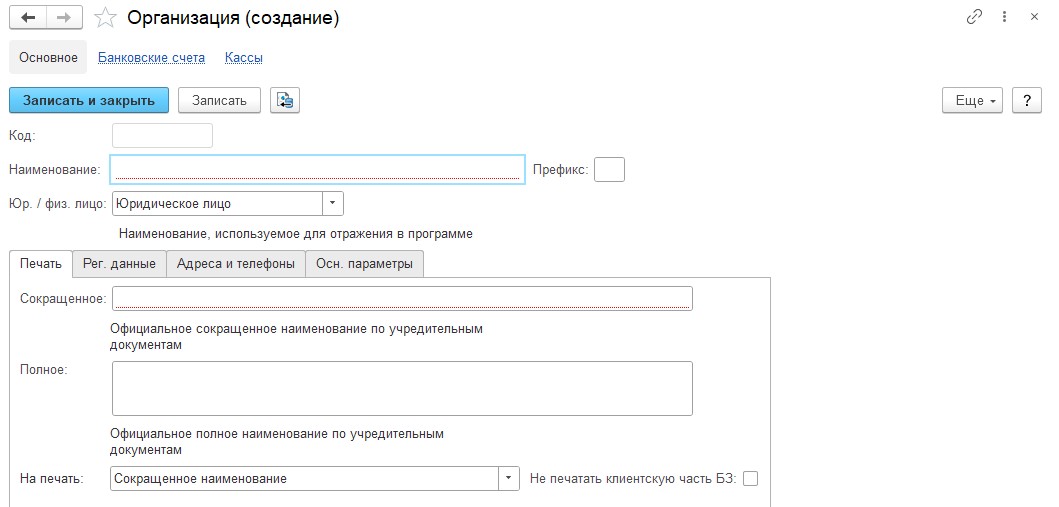 Организация (создание)
Основное Банковские счета Кассы
Записать и закрыть Записать Еще ?
Код:
Наименование: Префикс:
Юр. / физ. лицо: Юридическое лицо
Наименование, используемое для отражения в программе
Печать Рег. данные Адреса и телефоны Осн. параметры
Сокращенное:
Официальное сокращенное наименование по учредительным
документам
Полное:
Официальное полное наименование по учредительным
документам
На печать: Сокращенное наименование Не печатать клиентскую часть БЗ: